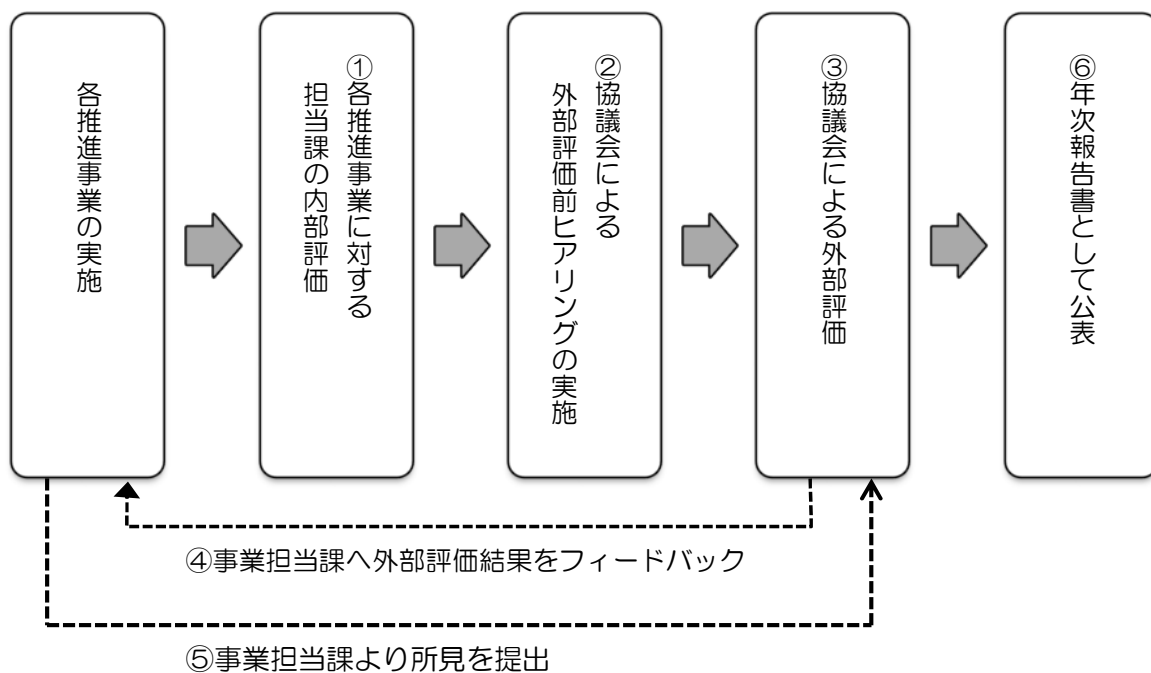 各推進事業の実施
①各推進事業に対する
担当課の内部評価
②協議会による
外部評価前ヒアリングの実施
③協議会による外部評価
⑥年次報告書として公表
④事業担当課へ外部評価結果をフィードバック
⑤事業担当課より所見を提出